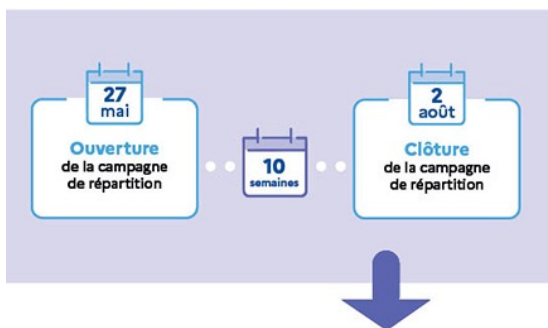 27
mai
Ouverture
de la campagne
de répartition
10
semaines
2
août
Clôture
de la campagne
de répartition